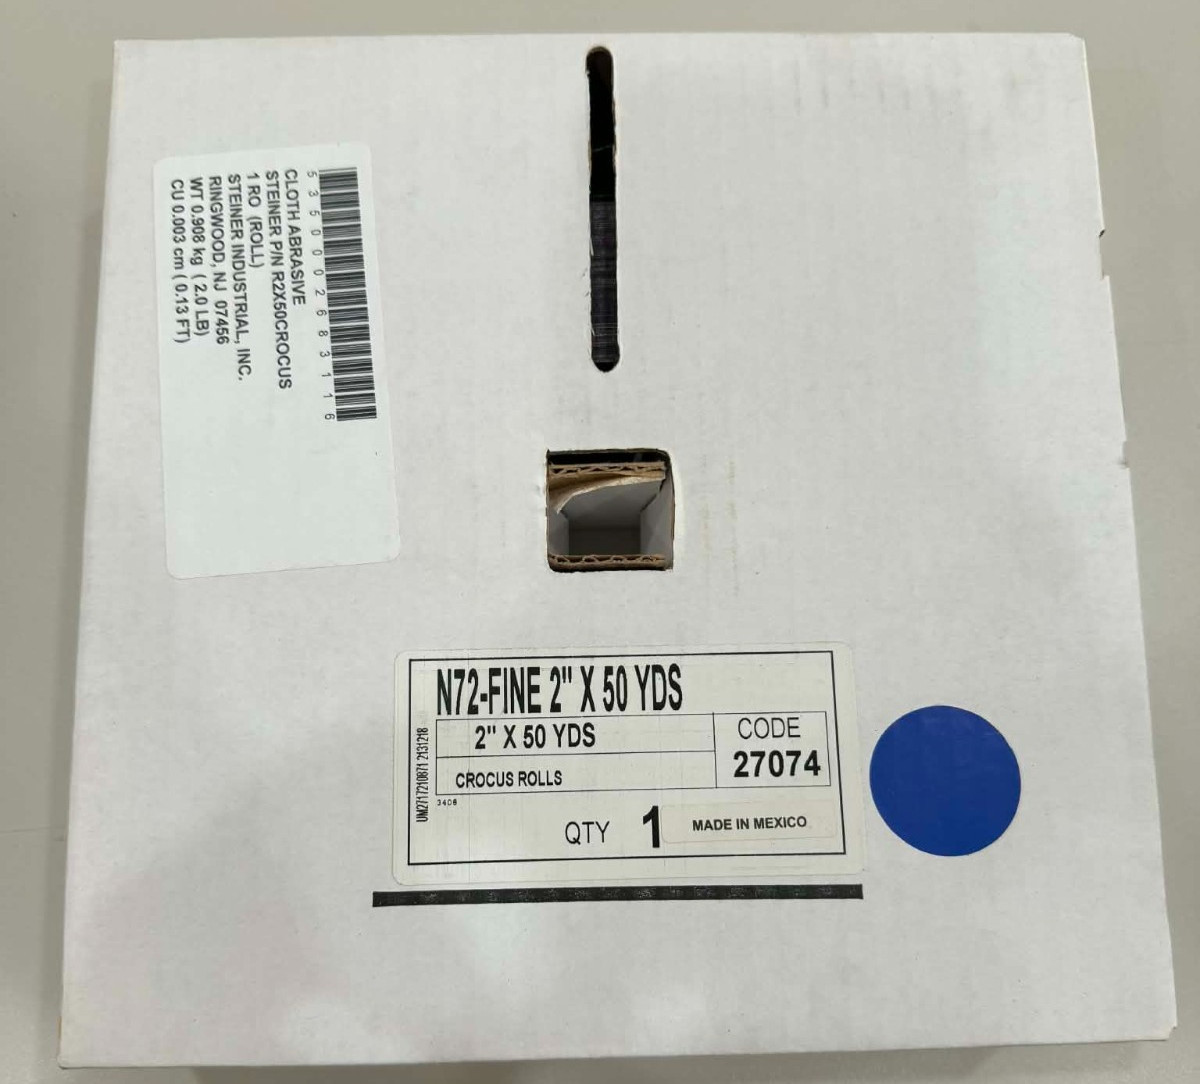 5350002683116
CLOTH ABRASIVE
STEINER P/N R2X50CROCUS
1 RO (ROLL)
STEINER INDUSTRIAL, INC.
RINGWOOD, NJ 07456
WT 0.908 kg ( 2.0 LB)
CU 0.003 cm ( 0.13 FT)
N72-FINE 2" X 50 YDS
2" X 50 YDS
CODE
27074
CROCUS ROLLS
3408
QTY 1
MADE IN MEXICO